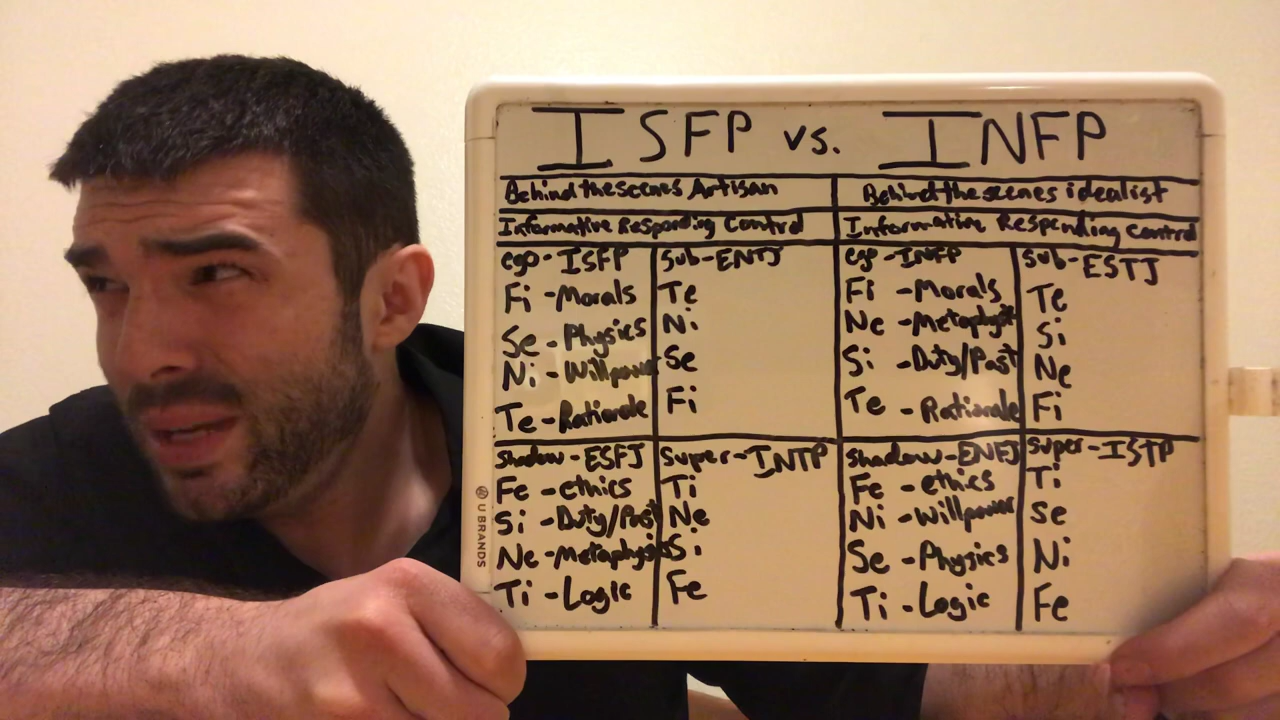 ISFP vs. INFP
Behind the scenes Artisan
Behind the scenes idealist
Informative Responding Control
Informative Responding Control
ego-ISFP
Fi - Morals
Se - Physics
Ni - Willpower
Te - Rationale
sub-ENTJ
Te
Ni
Se
Fi
ego-INFP
Fi - Morals
Ne - Metaphysics
Si - Duty/Past
Te - Rationale
sub-ESTJ
Te
Si
Ne
Fi
shadow-ESFJ
Fe - ethics
Si - Duty/Past
Ne - Metaphysics
Ti - Logic
super-INTP
Ti
Ne
Si
Fe
shadow-ENFJ
Fe - ethics
Ni - Willpower
Se - Physics
Ti - Logic
super-ISTP
Ti
Se
Ni
Fe
U BRANDS